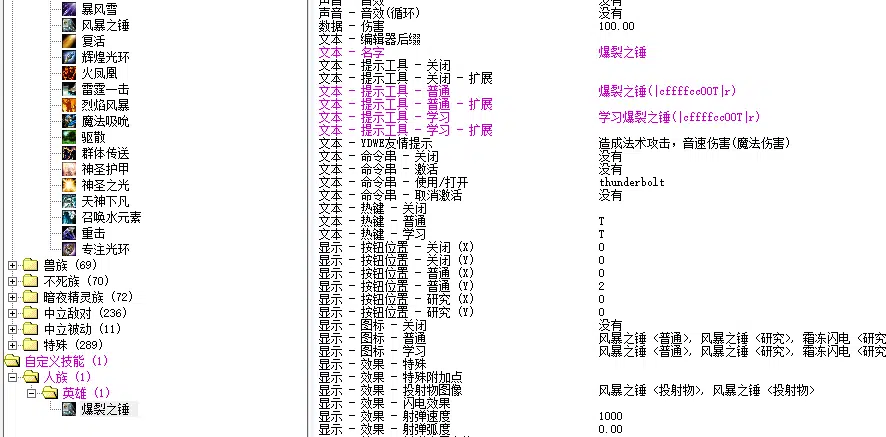 暴风雪
风暴之锤
复活
辉煌光环
火凤凰
雷霆一击
烈焰风暴
魔法吸吮
驱散
群体传送
神圣护甲
神圣之光
天神下凡
召唤水元素
重击
专注光环
兽族 (69)
不死族 (70)
暗夜精灵族 (72)
中立敌对 (236)
中立被动 (11)
特殊 (289)
自定义技能 (1)
人族 (1)
英雄 (1)
爆裂之锤
声音 - 音效 没有
声音 - 音效(循环) 没有
数据 - 伤害 100.00
文本 - 编辑器后缀
文本 - 名字 爆裂之锤
文本 - 提示工具 - 关闭
文本 - 提示工具 - 关闭 - 扩展
文本 - 提示工具 - 普通 爆裂之锤(|cffffcc00T|r)
文本 - 提示工具 - 普通 - 扩展
文本 - 提示工具 - 学习 学习爆裂之锤(|cffffcc00T|r)
文本 - 提示工具 - 学习 - 扩展
文本 - YDWE友情提示 造成法术攻击，音速伤害(魔法伤害)
文本 - 命令串 - 关闭 没有
文本 - 命令串 - 激活 没有
文本 - 命令串 - 使用/打开 thunderbolt
文本 - 命令串 - 取消激活 没有
文本 - 热键 - 关闭
文本 - 热键 - 普通 T
文本 - 热键 - 学习 T
显示 - 按钮位置 - 关闭 (X) 0
显示 - 按钮位置 - 关闭 (Y) 0
显示 - 按钮位置 - 普通 (X) 0
显示 - 按钮位置 - 普通 (Y) 2
显示 - 按钮位置 - 研究 (X) 0
显示 - 按钮位置 - 研究 (Y) 0
显示 - 图标 - 关闭 没有
显示 - 图标 - 普通 风暴之锤 <普通>, 风暴之锤 <研究>, 霜冻闪电 <研究
显示 - 图标 - 学习 风暴之锤 <普通>, 风暴之锤 <研究>, 霜冻闪电 <研究
显示 - 效果 - 特殊
显示 - 效果 - 特殊附加点
显示 - 效果 - 投射物图像 风暴之锤 <投射物>, 风暴之锤 <投射物>
显示 - 效果 - 闪电效果
显示 - 效果 - 射弹速度 1000
显示 - 效果 - 射弹弧度 0.00